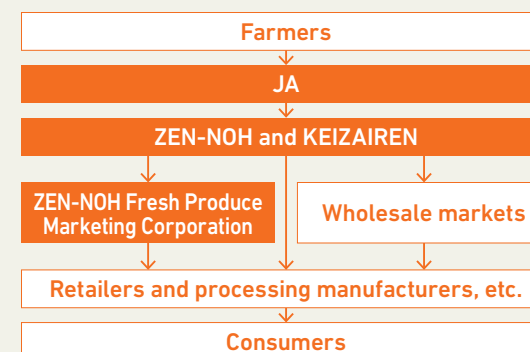 Farmers
JA
ZEN-NOH and KEIZAIREN
ZEN-NOH Fresh Produce
Marketing Corporation
Wholesale markets
Retailers and processing manufacturers, etc.
Consumers